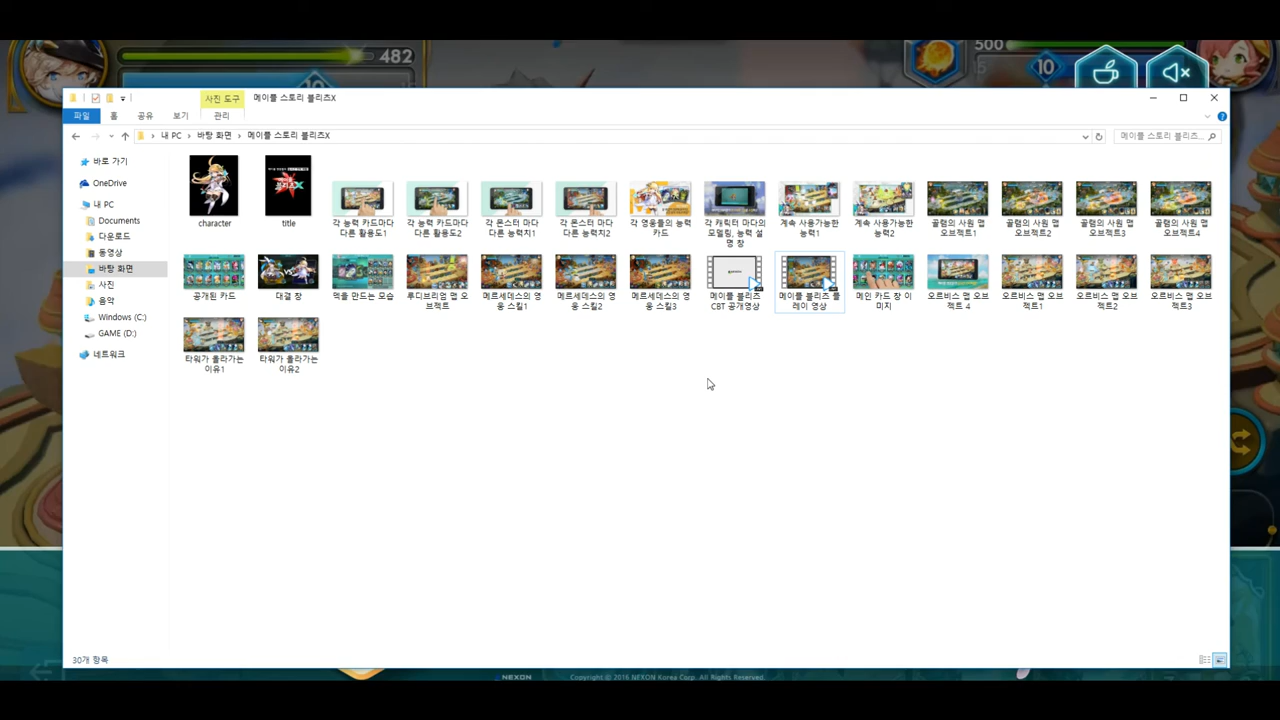 482
500
10
사진 도구
메이플 스토리 블리즈X
파일
홈
공유
보기
관리
내 PC
바탕 화면
메이플 스토리 블리즈X
메이플 스토리 블리즈X...
바로 가기
OneDrive
내 PC
Documents
다운로드
동영상
바탕 화면
사진
음악
Windows (C:)
GAME (D:)
네트워크
character
title
각 능력 카드마다
다른 활용도1
각 능력 카드마다
다른 활용도2
각 몬스터 마다
다른 능력치1
각 몬스터 마다
다른 능력치2
각 영웅들의 능력
카드
각 캐릭터 마다의
모델링, 능력 설
명 창
계속 사용가능한
능력1
계속 사용가능한
능력2
골렘의 사원 맵
오브젝트1
골렘의 사원 맵
오브젝트2
골렘의 사원 맵
오브젝트3
골렘의 사원 맵
오브젝트4
공개된 카드
대결 창
덱을 만드는 모습
루디브리엄 맵 오
브젝트
메르세데스의 영
웅 스킬1
메르세데스의 영
웅 스킬2
메르세데스의 영
웅 스킬3
메이플 블리즈
CBT 공개영상
메이플 블리즈 플
레이 영상
메인 카드 창 이
미지
오르비스 맵 오브
젝트 4
오르비스 맵 오브
젝트1
오르비스 맵 오브
젝트2
오르비스 맵 오브
젝트3
타워가 올라가는
이유1
타워가 올라가는
이유2
30개 항목
NEXON
Copyright © 2016 NEXON Korea Corp. All Rights Reserved.